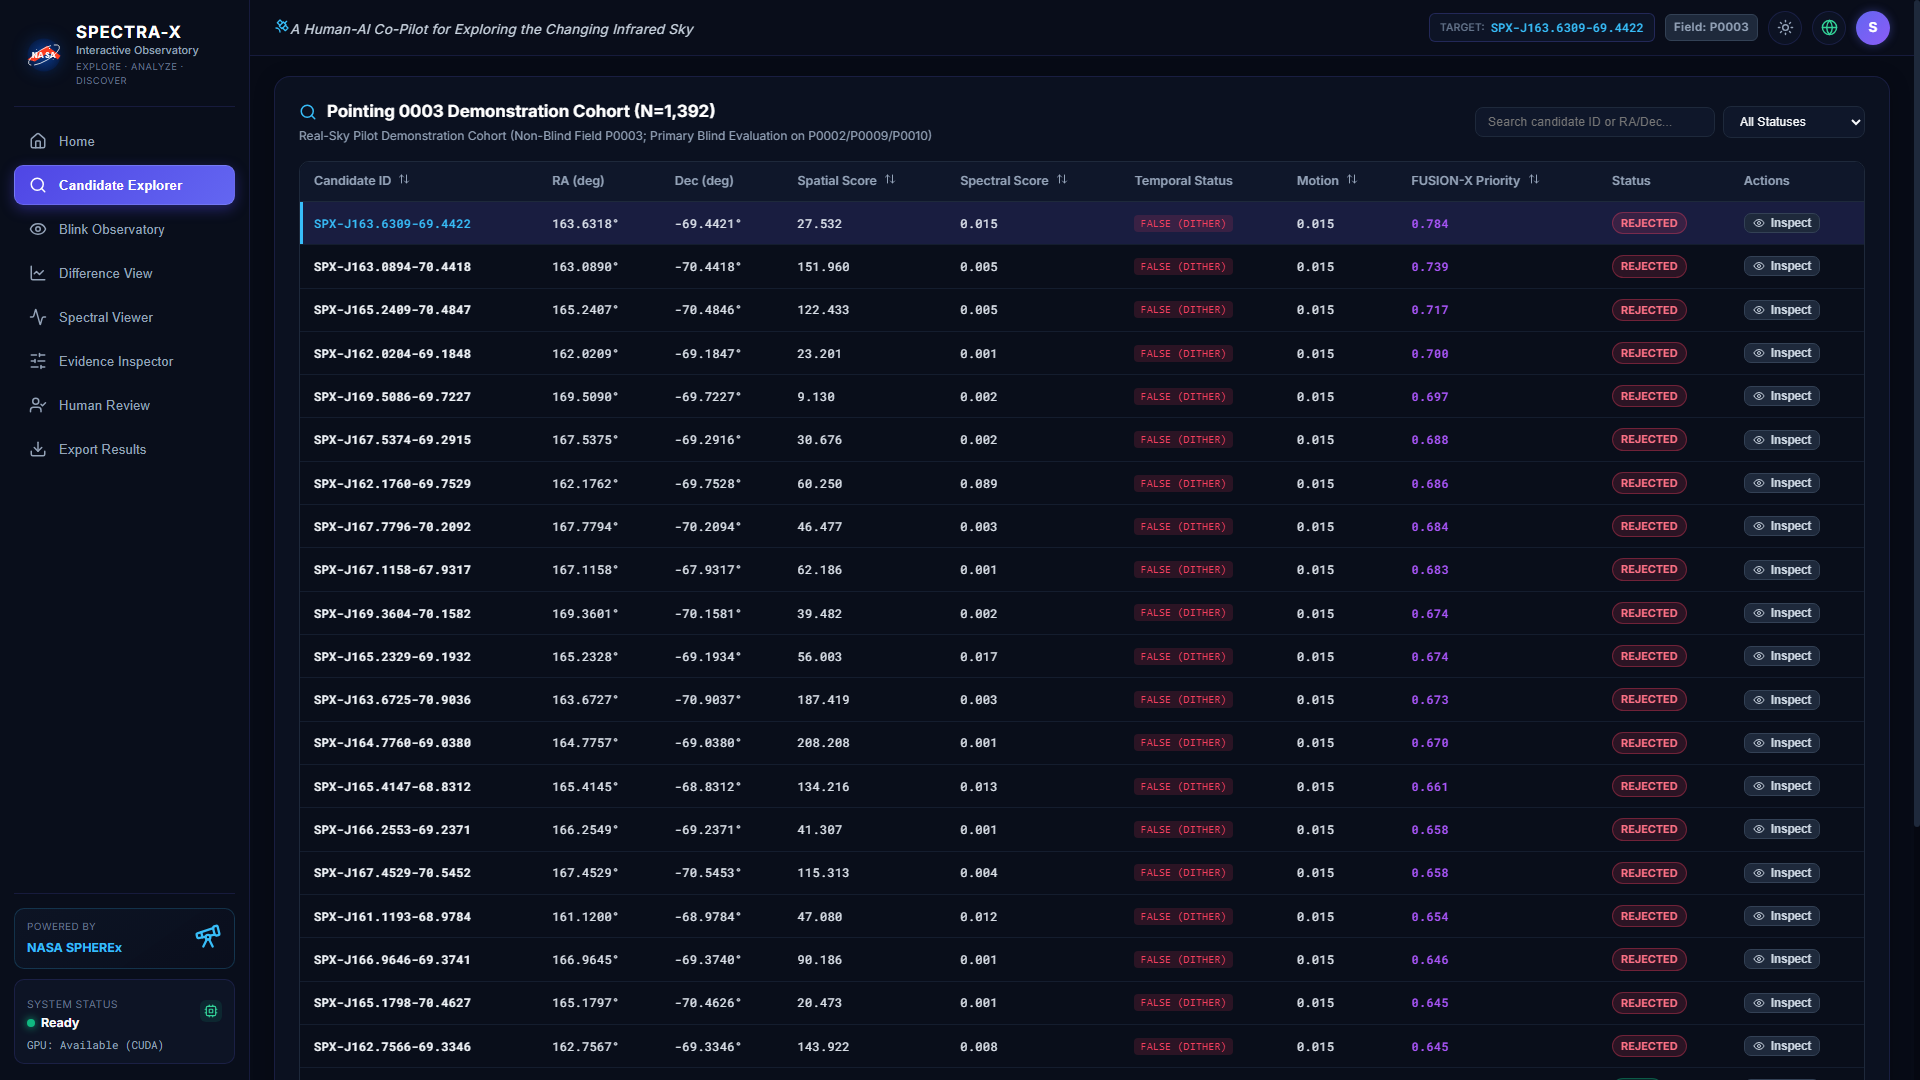 SPECTRA-X
Interactive Observatory
EXPLORE · ANALYZE ·
DISCOVER
NASA
Home
Candidate Explorer
Blink Observatory
Difference View
Spectral Viewer
Evidence Inspector
Human Review
Export Results
POWERED BY
NASA SPHEREx
SYSTEM STATUS
Ready
GPU: Available (CUDA)
A Human-AI Co-Pilot for Exploring the Changing Infrared Sky
TARGET: SPX-J163.6309-69.4422
Field: P0003
S
Pointing 0003 Demonstration Cohort (N=1,392)
Real-Sky Pilot Demonstration Cohort (Non-Blind Field P0003; Primary Blind Evaluation on P0002/P0009/P0010)
Search candidate ID or RA/Dec...
All Statuses
Candidate ID RA (deg) Dec (deg) Spatial Score Spectral Score Temporal Status Motion FUSION-X Priority Status Actions
SPX-J163.6309-69.4422 163.6318° -69.4421° 27.532 0.015 FALSE (DITHER) 0.015 0.784 REJECTED Inspect
SPX-J163.0894-70.4418 163.0890° -70.4418° 151.960 0.005 FALSE (DITHER) 0.015 0.739 REJECTED Inspect
SPX-J165.2409-70.4847 165.2407° -70.4846° 122.433 0.005 FALSE (DITHER) 0.015 0.717 REJECTED Inspect
SPX-J162.0204-69.1848 162.0209° -69.1847° 23.201 0.001 FALSE (DITHER) 0.015 0.700 REJECTED Inspect
SPX-J169.5086-69.7227 169.5090° -69.7227° 9.130 0.002 FALSE (DITHER) 0.015 0.697 REJECTED Inspect
SPX-J167.5374-69.2915 167.5375° -69.2916° 30.676 0.002 FALSE (DITHER) 0.015 0.688 REJECTED Inspect
SPX-J162.1760-69.7529 162.1762° -69.7528° 60.250 0.089 FALSE (DITHER) 0.015 0.686 REJECTED Inspect
SPX-J167.7796-70.2092 167.7794° -70.2094° 46.477 0.003 FALSE (DITHER) 0.015 0.684 REJECTED Inspect
SPX-J167.1158-67.9317 167.1158° -67.9317° 62.186 0.001 FALSE (DITHER) 0.015 0.683 REJECTED Inspect
SPX-J169.3604-70.1582 169.3601° -70.1581° 39.482 0.002 FALSE (DITHER) 0.015 0.674 REJECTED Inspect
SPX-J165.2329-69.1932 165.2328° -69.1934° 56.003 0.017 FALSE (DITHER) 0.015 0.674 REJECTED Inspect
SPX-J163.6725-70.9036 163.6727° -70.9037° 187.419 0.003 FALSE (DITHER) 0.015 0.673 REJECTED Inspect
SPX-J164.7760-69.0380 164.7757° -69.0380° 208.208 0.001 FALSE (DITHER) 0.015 0.670 REJECTED Inspect
SPX-J165.4147-68.8312 165.4145° -68.8312° 134.216 0.013 FALSE (DITHER) 0.015 0.661 REJECTED Inspect
SPX-J166.2553-69.2371 166.2549° -69.2371° 41.307 0.001 FALSE (DITHER) 0.015 0.658 REJECTED Inspect
SPX-J167.4529-70.5452 167.4529° -70.5453° 115.313 0.004 FALSE (DITHER) 0.015 0.658 REJECTED Inspect
SPX-J161.1193-68.9784 161.1200° -68.9784° 47.080 0.012 FALSE (DITHER) 0.015 0.654 REJECTED Inspect
SPX-J166.9646-69.3741 166.9645° -69.3740° 90.186 0.001 FALSE (DITHER) 0.015 0.646 REJECTED Inspect
SPX-J165.1798-70.4627 165.1797° -70.4626° 20.473 0.001 FALSE (DITHER) 0.015 0.645 REJECTED Inspect
SPX-J162.7566-69.3346 162.7567° -69.3346° 143.922 0.008 FALSE (DITHER) 0.015 0.645 REJECTED Inspect